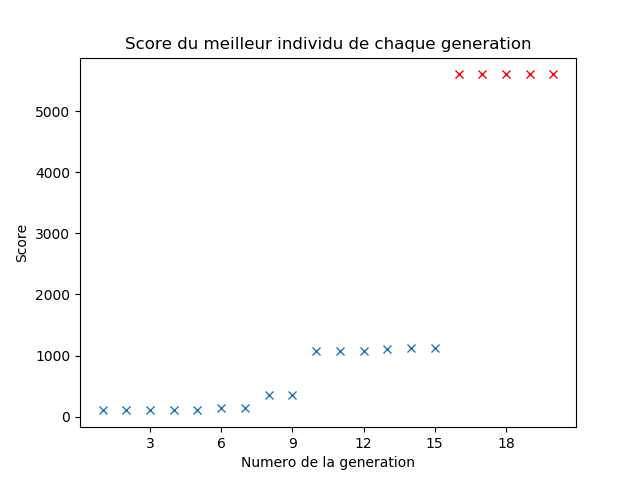 Score du meilleur individu de chaque generation
5000
4000
3000
2000
1000
0
Score
3 6 9 12 15 18
Numero de la generation